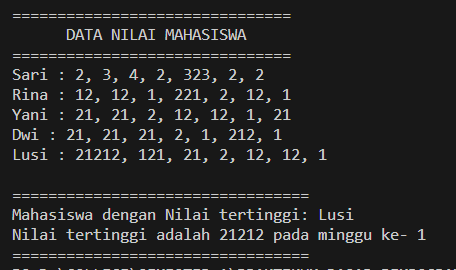 ===============================
DATA NILAI MAHASISWA
===============================
Sari : 2, 3, 4, 2, 323, 2, 2
Rina : 12, 12, 1, 221, 2, 12, 1
Yani : 21, 21, 2, 12, 12, 1, 21
Dwi : 21, 21, 21, 2, 1, 212, 1
Lusi : 21212, 121, 21, 2, 12, 12, 1

=================================
Mahasiswa dengan Nilai tertinggi: Lusi
Nilai tertinggi adalah 21212 pada minggu ke- 1
=================================